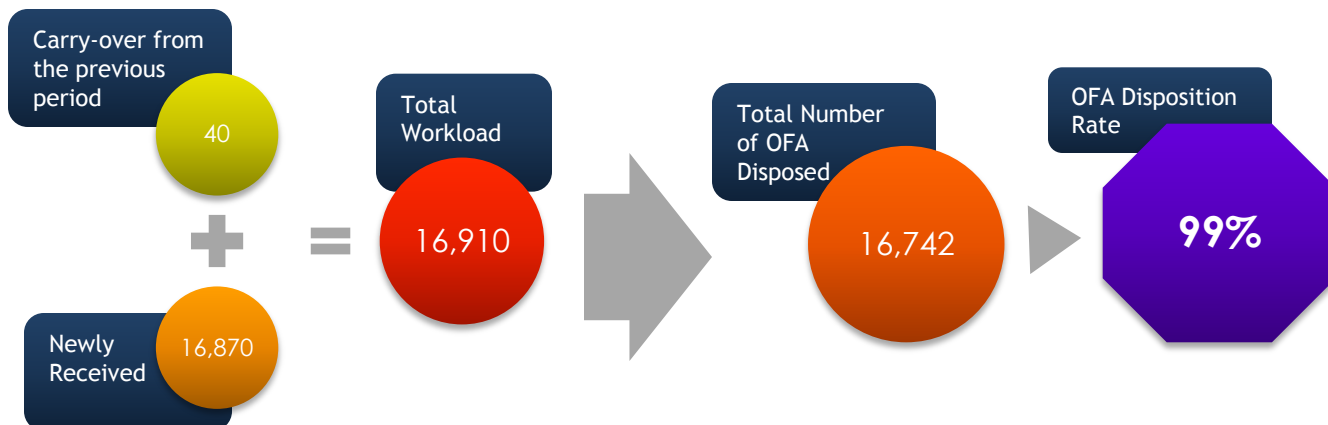 Carry-over from
the previous
period
40
Newly
Received
16,870
Total
Workload
16,910
Total Number
of OFA
Disposed
16,742
OFA Disposition
Rate
99%